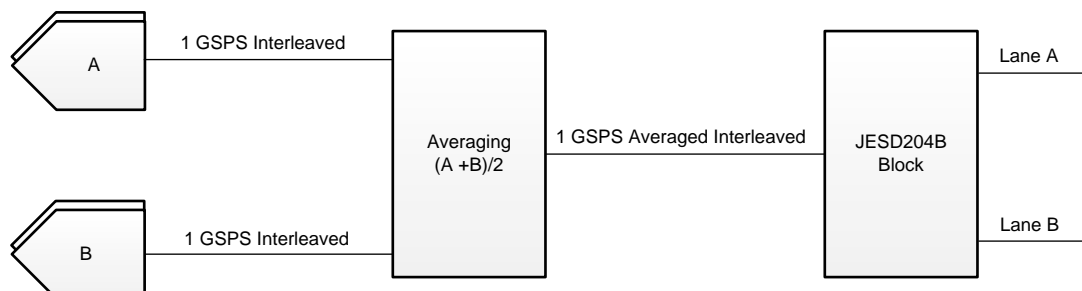 1 GSPS Interleaved
A
Averaging
(A +B)/2
1 GSPS Averaged Interleaved
JESD204B
Block
Lane A
1 GSPS Interleaved
B
Lane B